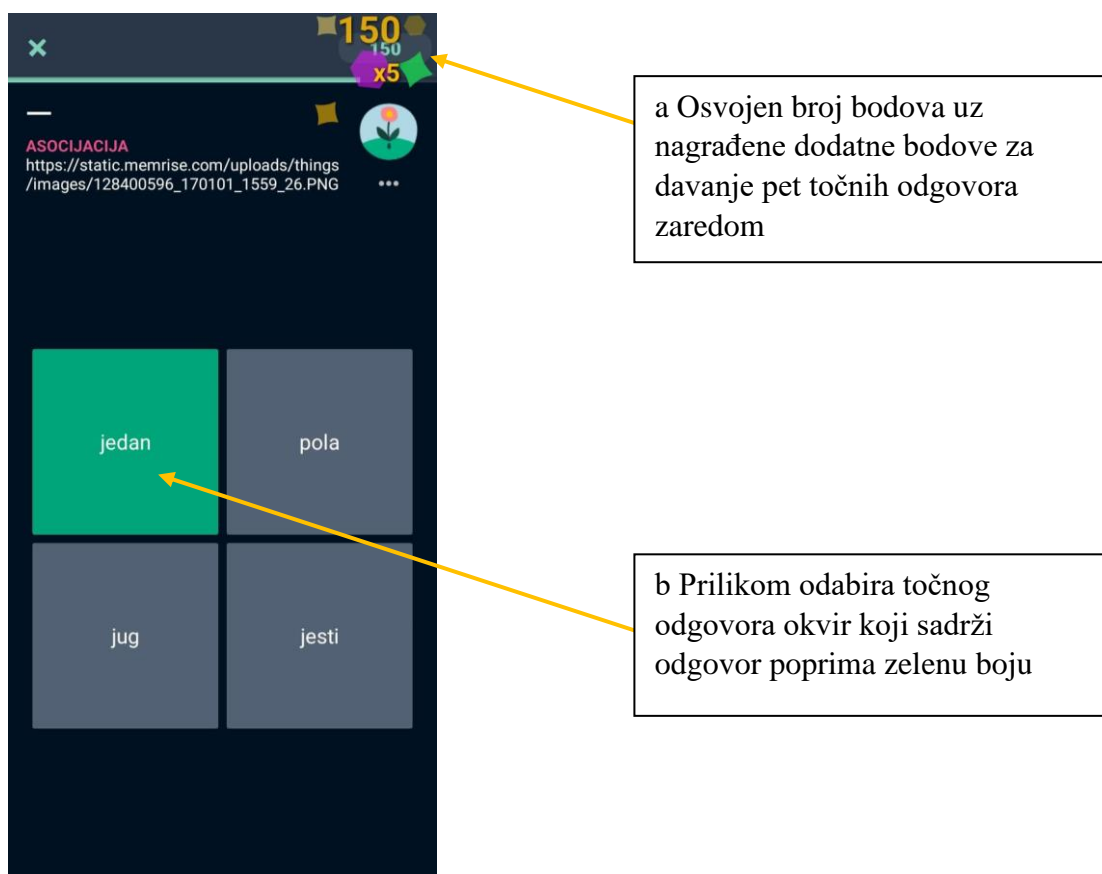 150
150
x5
一
ASOCIJACIJA
https://static.memrise.com/uploads/things
/images/128400596_170101_1559_26.PNG
jedan
pola
jug
jesti
a Osvojen broj bodova uz
nagrađene dodatne bodove za
davanje pet točnih odgovora
zaredom
b Prilikom odabira točnog
odgovora okvir koji sadrži
odgovor poprima zelenu boju